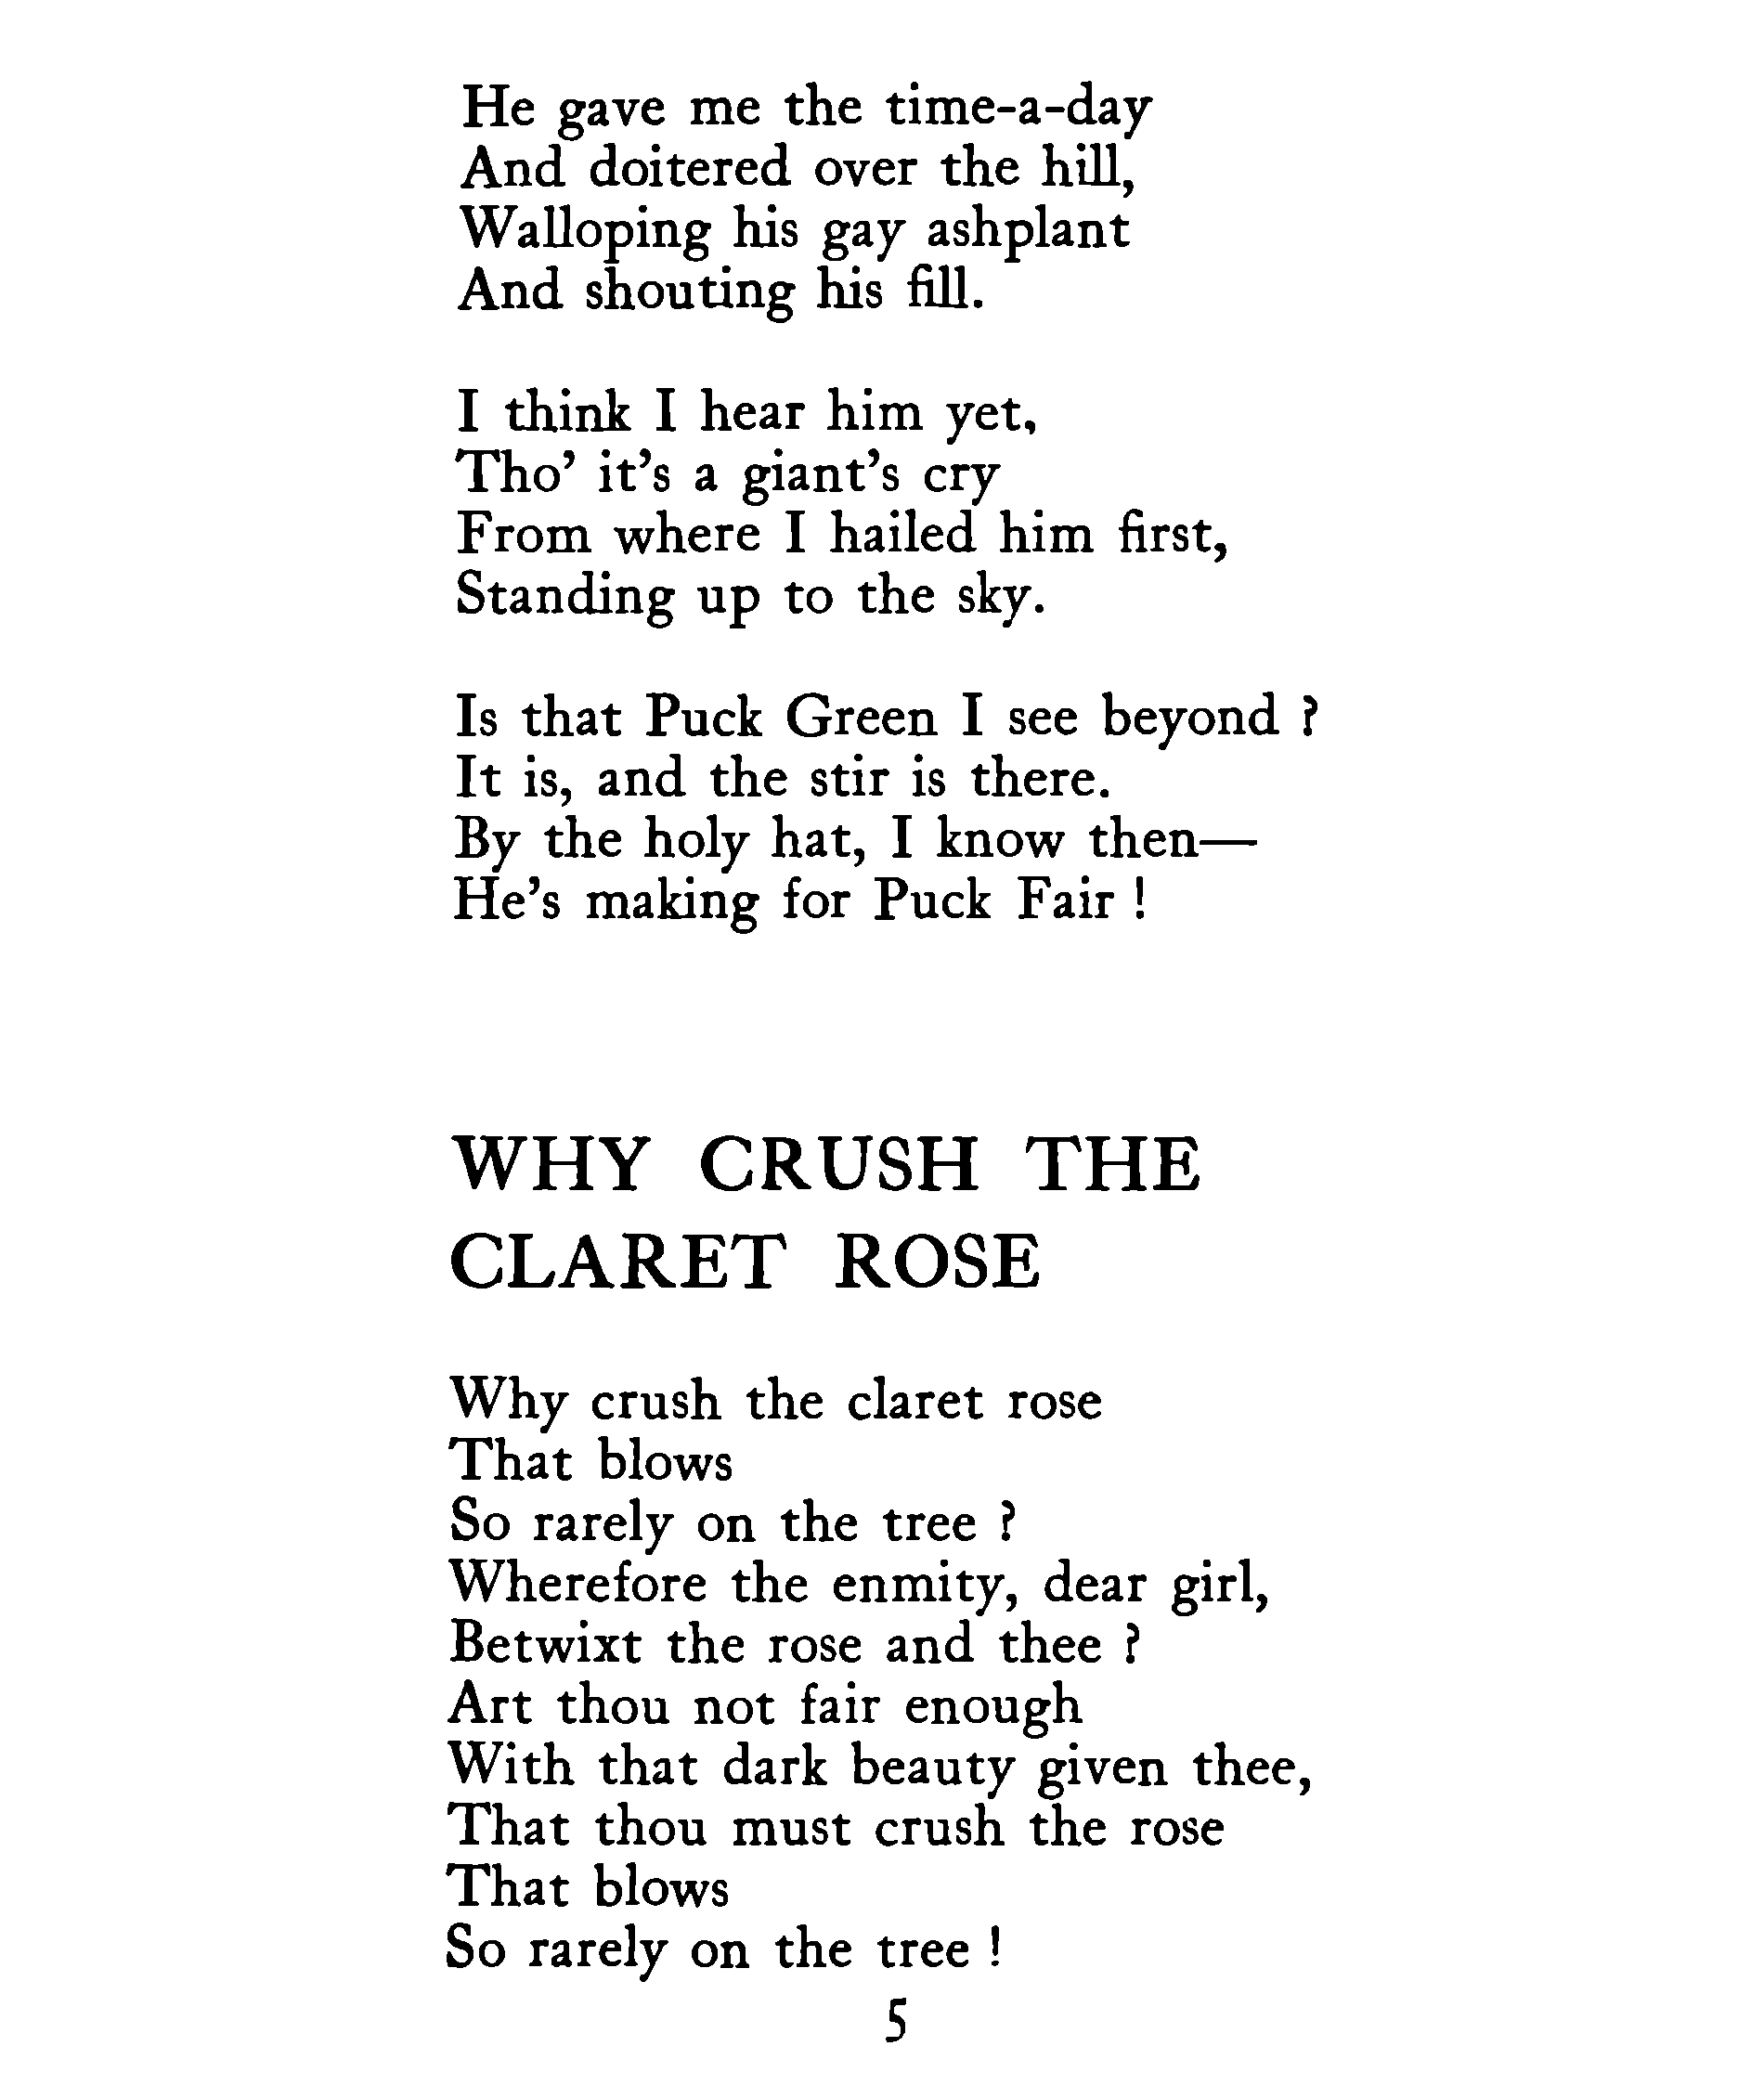 He gave me the time-a-day
And doitered over the hill,
Walloping his gay ashplant
And shouting his fill.
I think I hear him yet,
Tho' it's a giant's cry
From where I hailed him first,
Standing up to the sky.
Is that Puck Green I see beyond ?
It is, and the stir is there.
By the holy hat, I know then—
He's making for Puck Fair !
WHY CRUSH THE
CLARET ROSE
Why crush the claret rose
That blows
So rarely on the tree ?
Wherefore the enmity, dear girl,
Betwixt the rose and thee ?
Art thou not fair enough
With that dark beauty given thee,
That thou must crush the rose
That blows
So rarely on the tree !
5